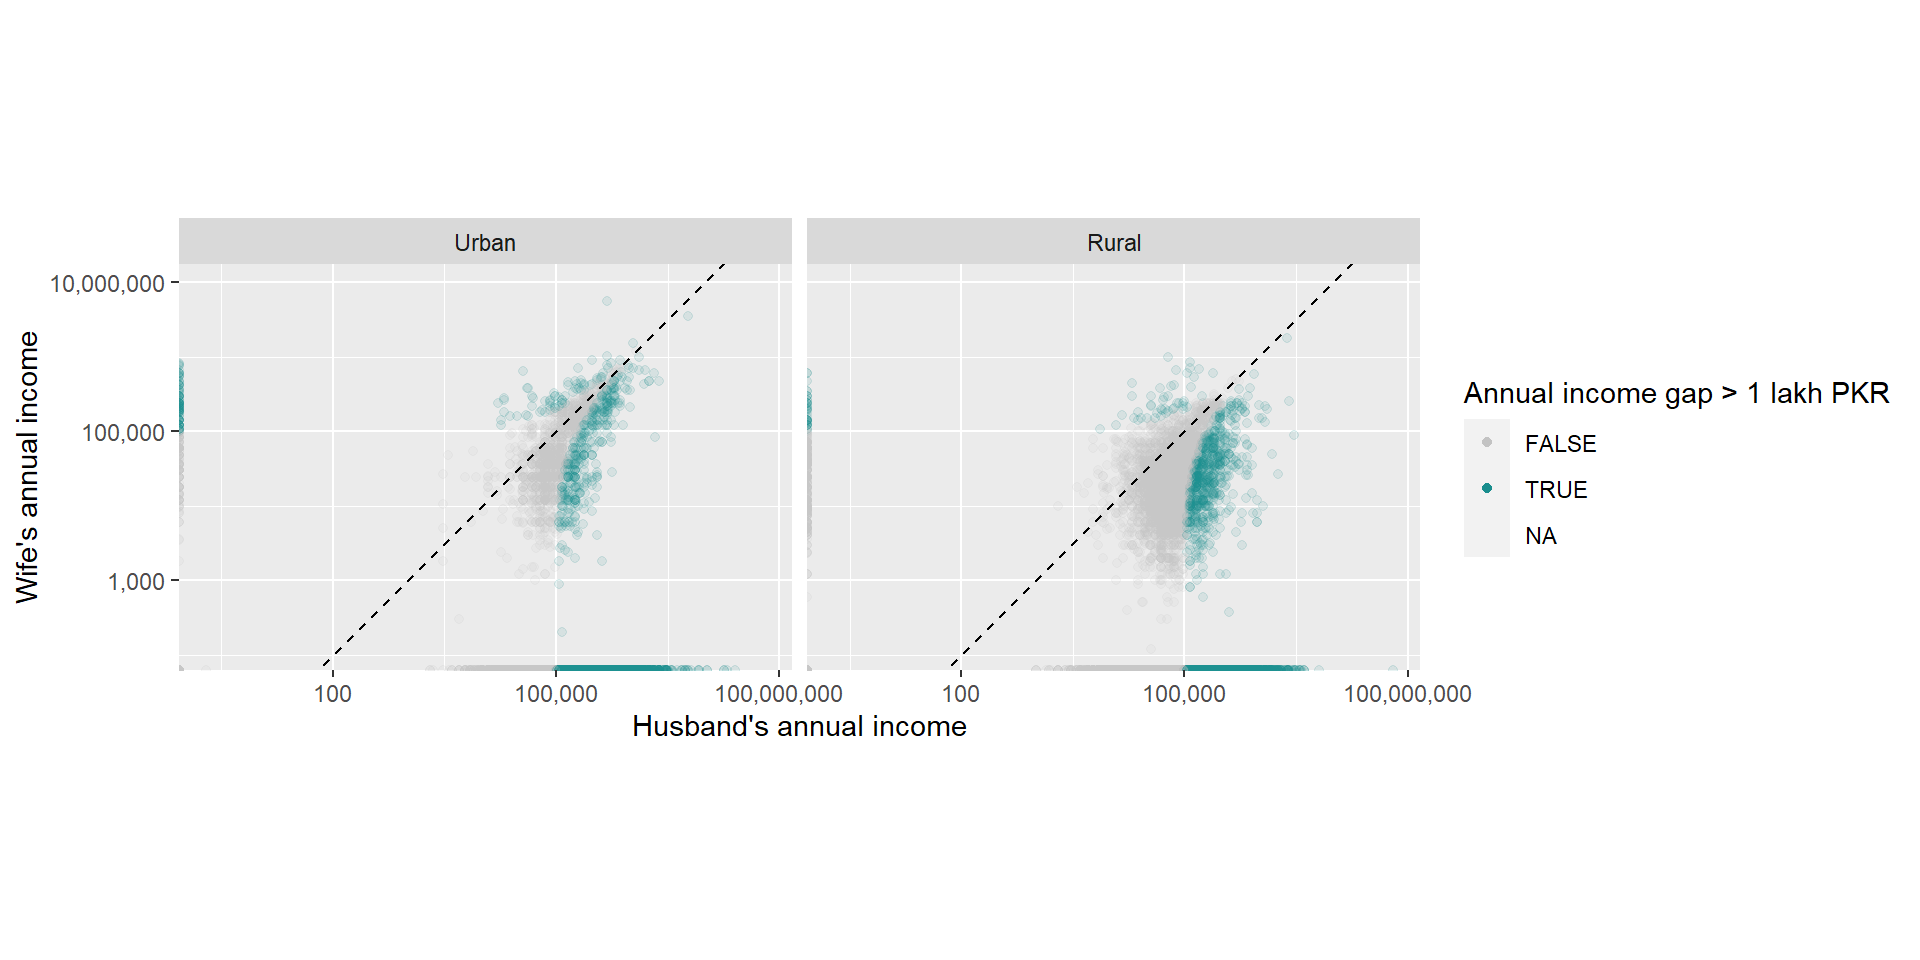 Urban
Rural
10,000,000
100,000
1,000
Wife's annual income
100
100,000
100,000,000
100
100,000
100,000,000
Husband's annual income
Annual income gap > 1 lakh PKR
FALSE
TRUE
NA